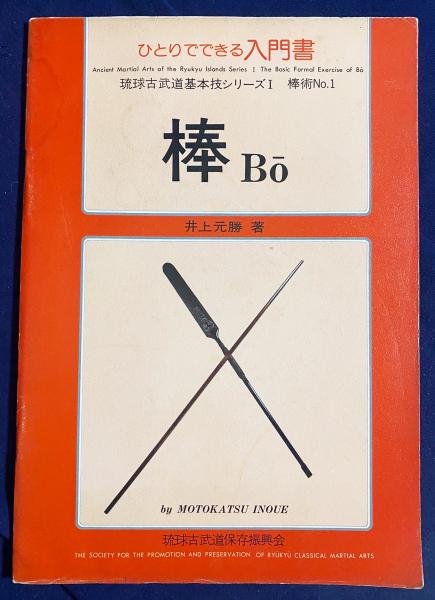 ひとりでできる入門書
Ancient Martial Arts of the Ryukyu Islands Series I The Basic Formal Exercise of Bō
琉球古武道基本技シリーズI 棒術No.1
棒 Bō
井上元勝 著
by MOTOKATSU INOUE
琉球古武道保存振興会
THE SOCIETY FOR THE PROMOTION AND PRESERVATION OF RYŪKYŪ CLASSICAL MARTIAL ARTS